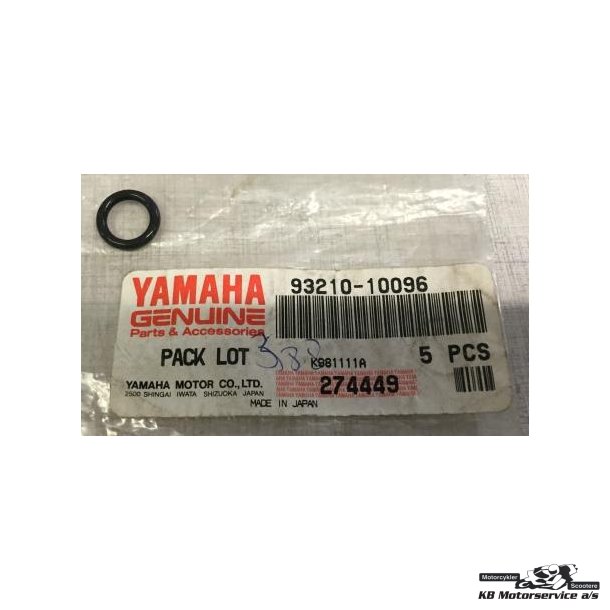 YAMAHA
GENUINE
Parts & Accessories
93210-10096
PACK LOT
K981111A
5 PCS
274449
YAMAHA MOTOR CO., LTD.
2500 SHINGAI IWATA SHIZUOKA JAPAN
MADE IN JAPAN
Motorcykler
Scootere
KB Motorservice a/s